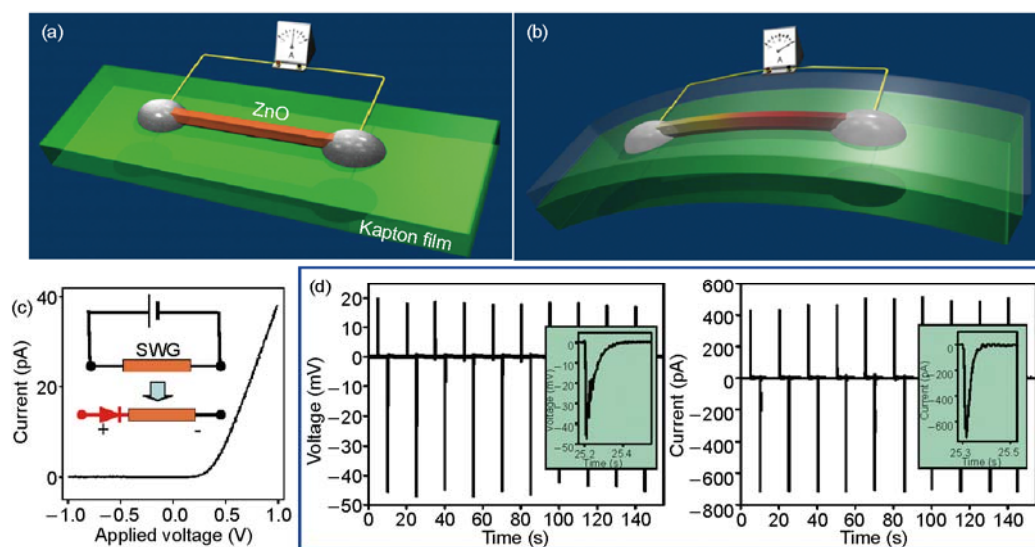 (a)
A
ZnO
Kapton film
(b)
A
(c)
40
20
0
Current (pA)
SWG
+ -
−1.0 −0.5 0.0 0.5 1.0
Applied voltage (V)
(d)
20
10
0
−10
−20
−30
−40
−50
Voltage (mV)
0 20 40 60 80 100 120 140
Time (s)
0
−10
−20
−30
−40
−50
Voltage (mV)
25.2 25.4
Time (s)
600
400
200
0
−200
−400
−600
−800
Current (pA)
0 20 40 60 80 100 120 140
Time (s)
0
−200
−400
−600
Current (pA)
25.3 25.5
Time (s)